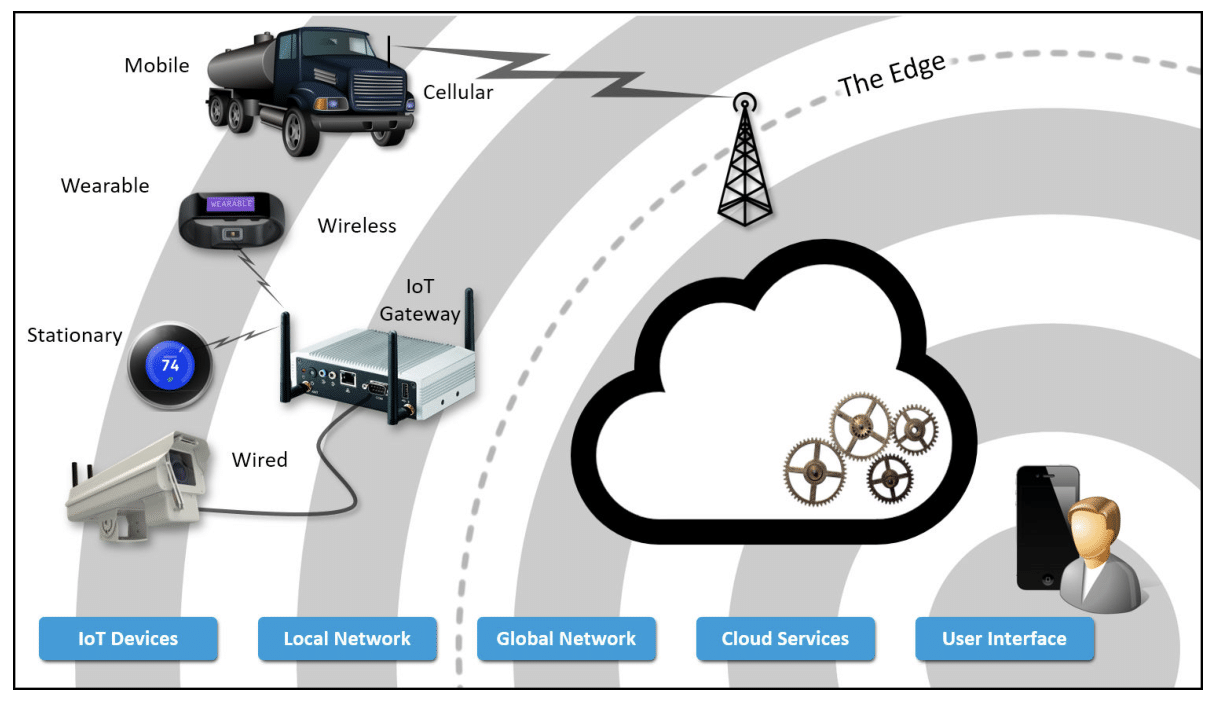 Mobile
Cellular
The Edge
Wearable
WEARABLE
Wireless
IoT
Gateway
Stationary
74
Wired
IoT Devices
Local Network
Global Network
Cloud Services
User Interface